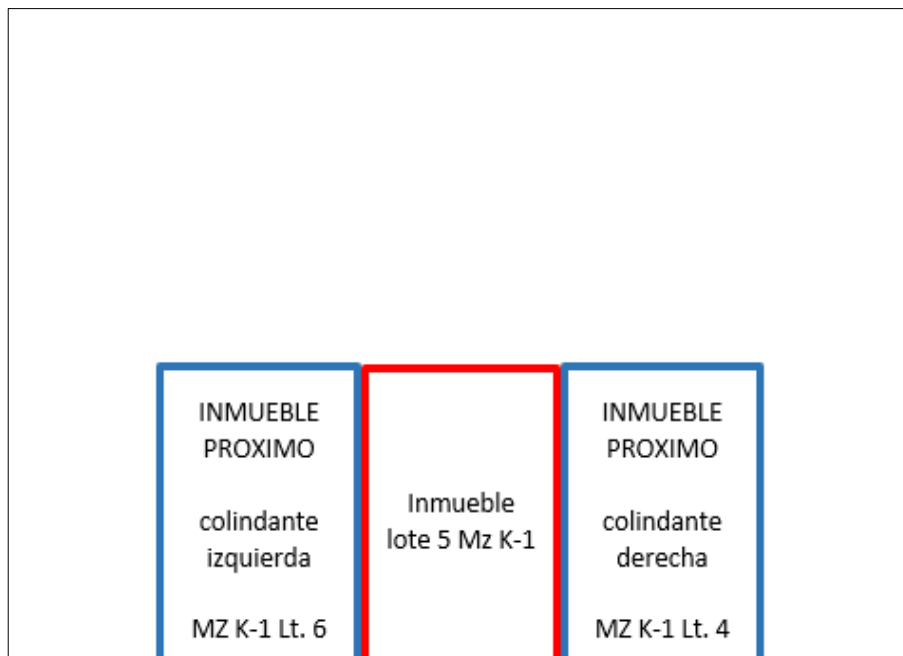 INMUEBLE
PROXIMO
colindante
izquierda
MZ K-1 Lt. 6
Inmueble
lote 5 Mz K-1
INMUEBLE
PROXIMO
colindante
derecha
MZ K-1 Lt. 4